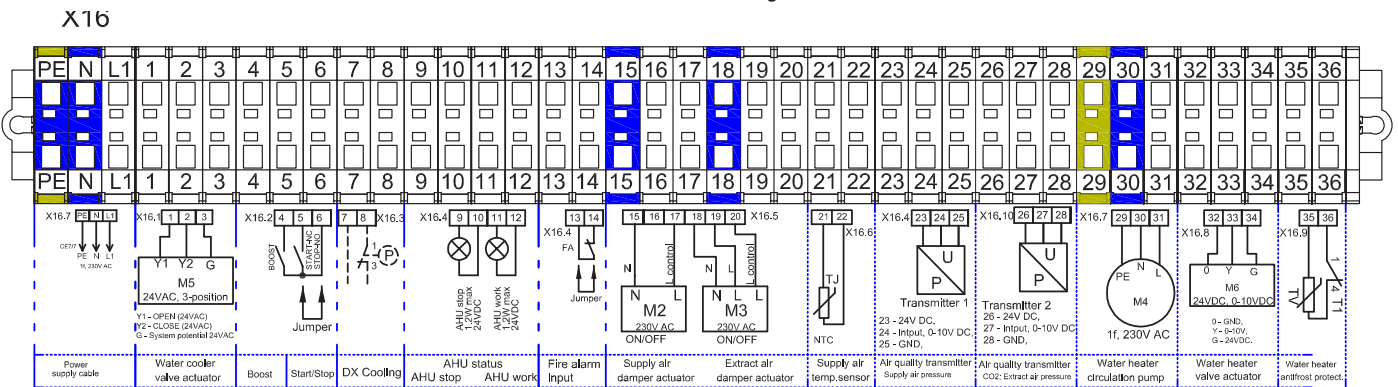 X16
PE N L1 1 2 3 4 5 6 7 8 9 10 11 12 13 14 15 16 17 18 19 20 21 22 23 24 25 26 27 28 29 30 31 32 33 34 35 36
PE N L1 1 2 3 4 5 6 7 8 9 10 11 12 13 14 15 16 17 18 19 20 21 22 23 24 25 26 27 28 29 30 31 32 33 34 35 36
X16.7 PE N L1
CE7/7
PE N L1
1f, 230V AC
Power
supply cable
X16.1 1 2 3
Y1 Y2 G
M5
24VAC, 3-position
Y1 - OPEN (24VAC)
Y2 - CLOSE (24VAC)
G - System potential 24VAC
Water cooler
valve actuator
X16.2 4 5 6
BOOST
START-NC
STOP-NO
Jumper
Boost
Start/Stop
7 8 X16.3
1
3
P
DX Cooling
X16.4 9 10 11 12
AHU stop
1,2W max
24VDC
AHU work
1,2W max
24VDC
AHU status
AHU stop AHU work
13 14
X16.4
FA
Jumper
Fire alarm
Input
15 16 17 18 19 20 X16.5
N
L control
N L
M2
230V AC
ON/OFF
Supply air
damper actuator
N
L
L control
N L
M3
230V AC
ON/OFF
Extract air
damper actuator
21 22
X16.6
TJ
NTC
Supply air
temp.sensor
X16.4 23 24 25
U
P
Transmitter 1
23 - 24V DC,
24 - Intput, 0-10V DC,
25 - GND,
Air quality transmitter
Supply air pressure
X16.10 26 27 28
U
P
Transmitter 2
26 - 24V DC,
27 - Intput, 0-10V DC
28 - GND,
Air quality transmitter
CO2; Extract air pressure
X16.7 29 30 31
PE N L
M4
1f, 230V AC
Water heater
circulation pump
32 33 34
X16.8
0 Y G
M6
24VDC, 0-10VDC
0 - GND,
Y - 0-10V,
G - 24VDC.
Water heater
valve actuator
35 36
X16.9
TV
1
4
T1
Water heater
antifrost protect.